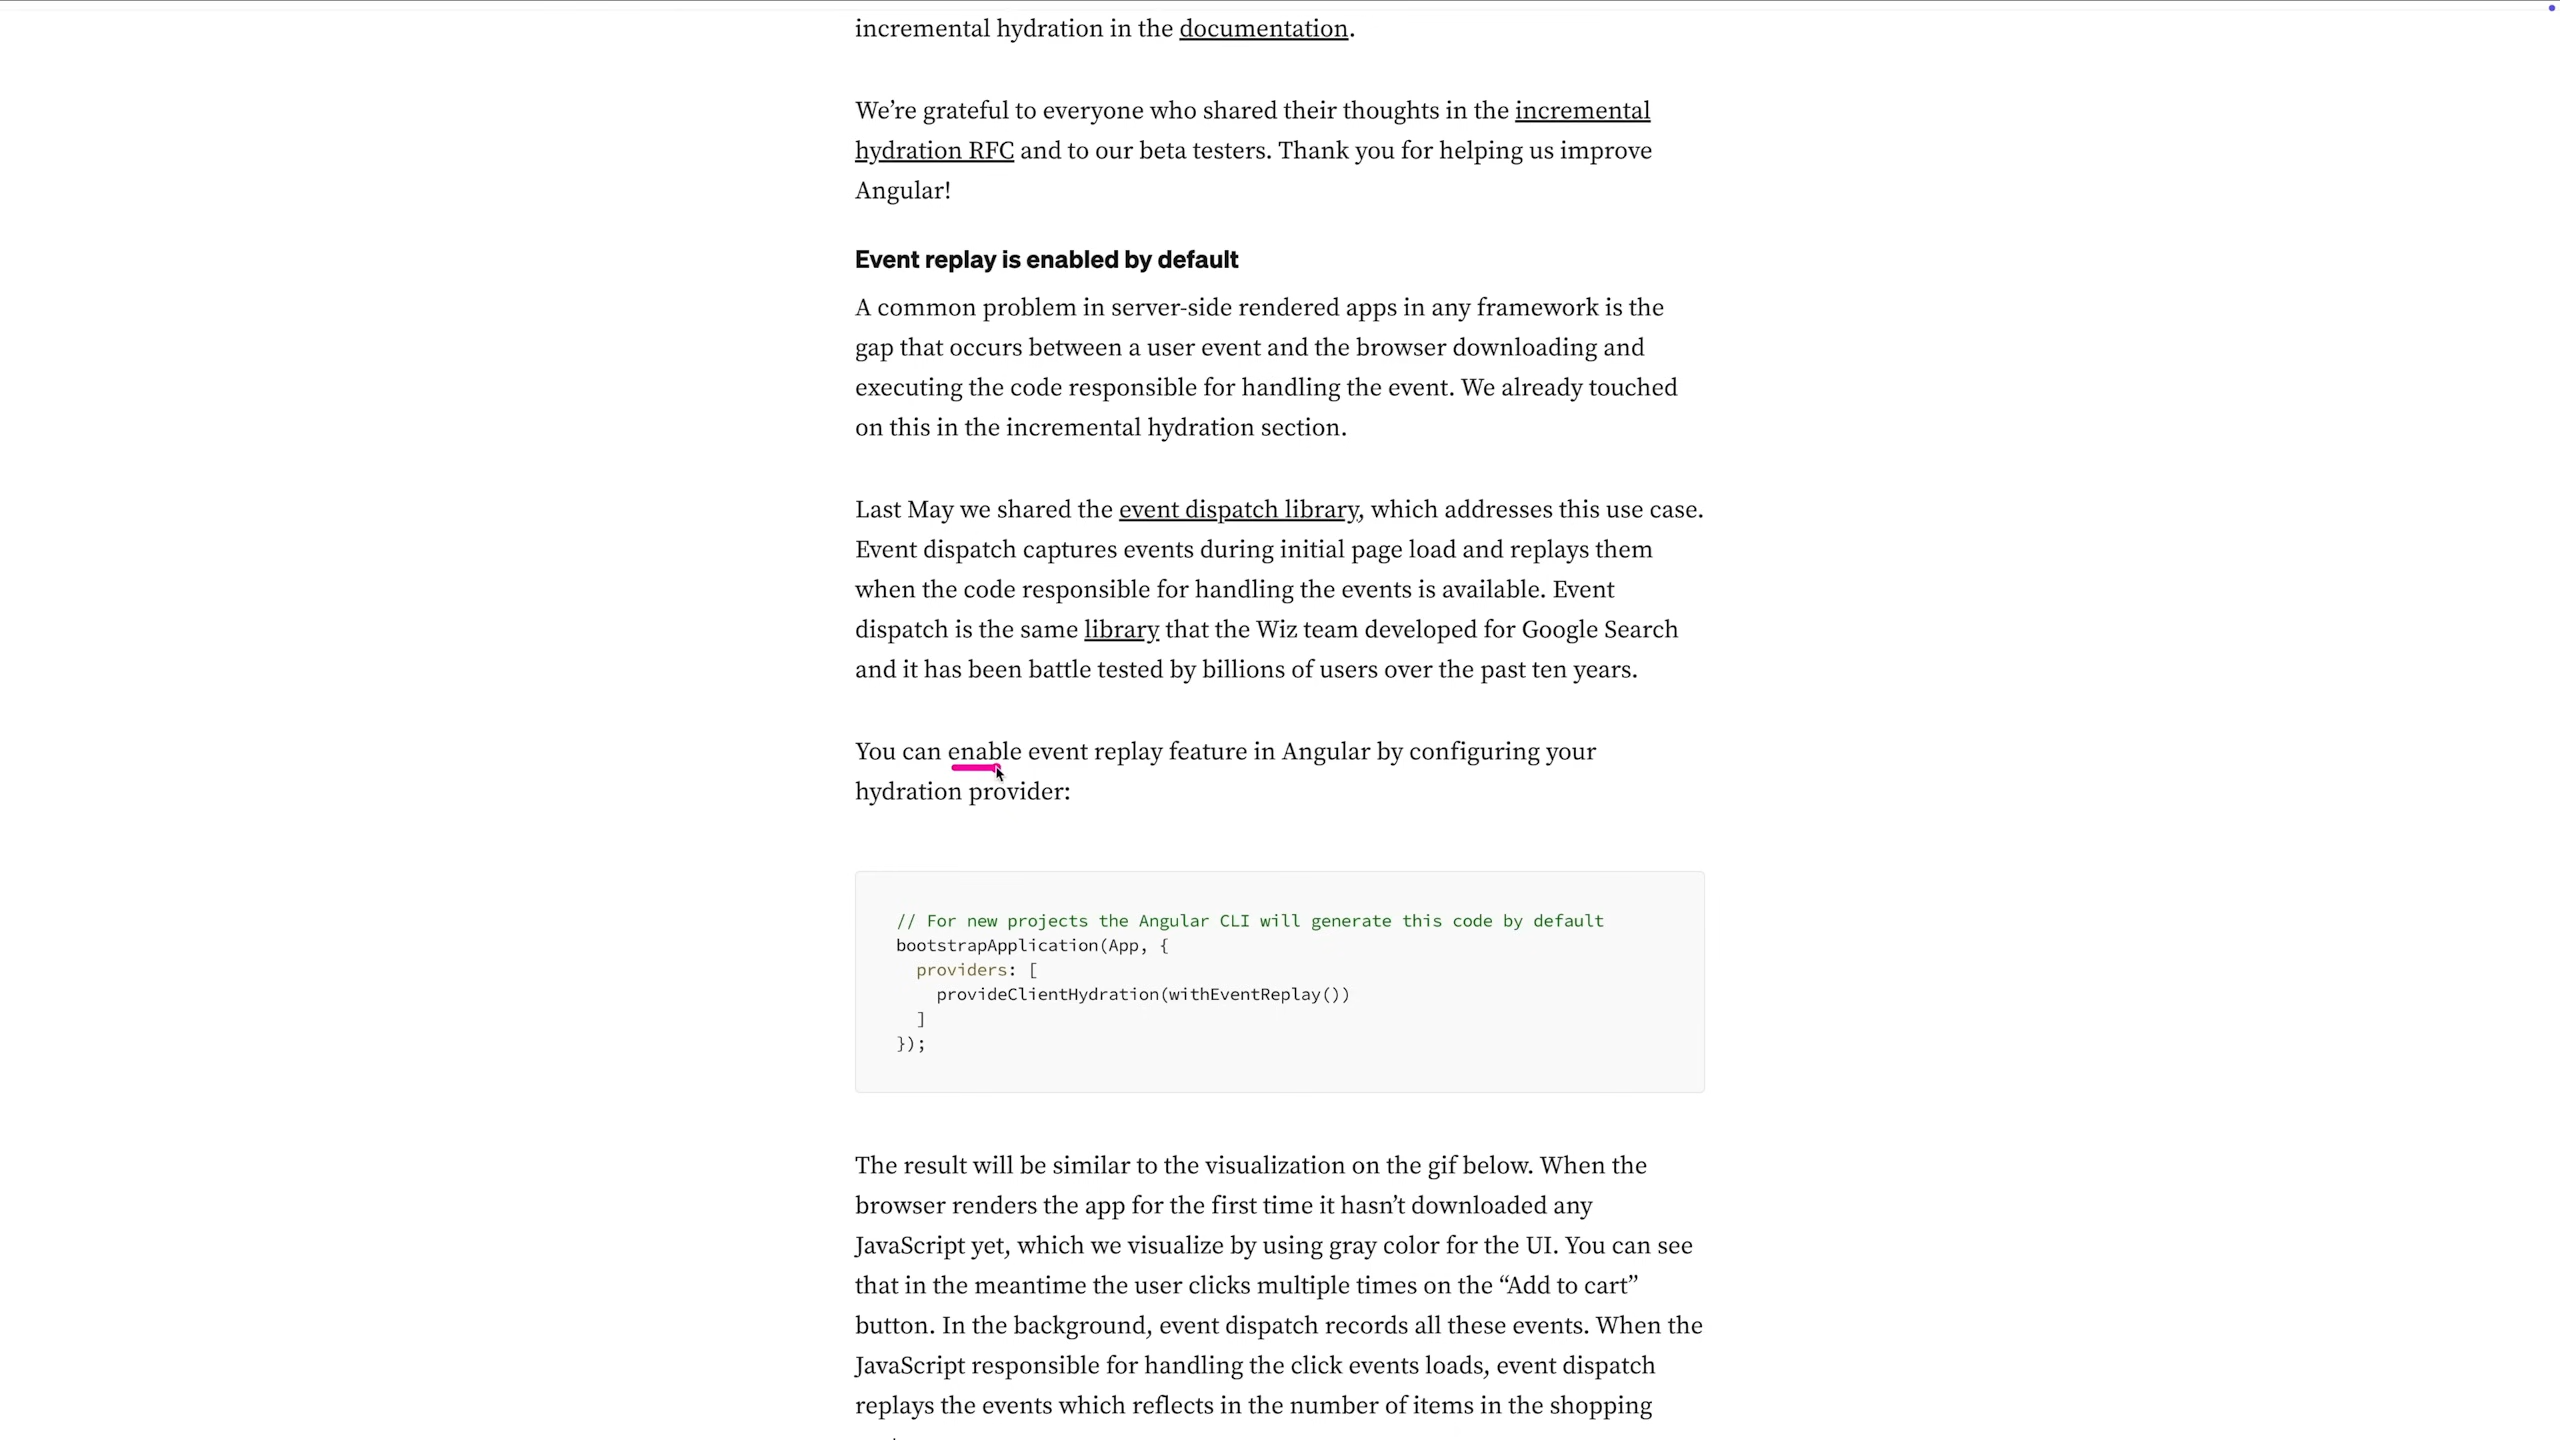 incremental hydration in the documentation.
We’re grateful to everyone who shared their thoughts in the incremental
hydration RFC and to our beta testers. Thank you for helping us improve
Angular!
Event replay is enabled by default
A common problem in server-side rendered apps in any framework is the
gap that occurs between a user event and the browser downloading and
executing the code responsible for handling the event. We already touched
on this in the incremental hydration section.
Last May we shared the event dispatch library, which addresses this use case.
Event dispatch captures events during initial page load and replays them
when the code responsible for handling the events is available. Event
dispatch is the same library that the Wiz team developed for Google Search
and it has been battle tested by billions of users over the past ten years.
You can enable event replay feature in Angular by configuring your
hydration provider:
// For new projects the Angular CLI will generate this code by default
bootstrapApplication(App, {
  providers: [
    provideClientHydration(withEventReplay())
  ]
});
The result will be similar to the visualization on the gif below. When the
browser renders the app for the first time it hasn’t downloaded any
JavaScript yet, which we visualize by using gray color for the UI. You can see
that in the meantime the user clicks multiple times on the “Add to cart”
button. In the background, event dispatch records all these events. When the
JavaScript responsible for handling the click events loads, event dispatch
replays the events which reflects in the number of items in the shopping